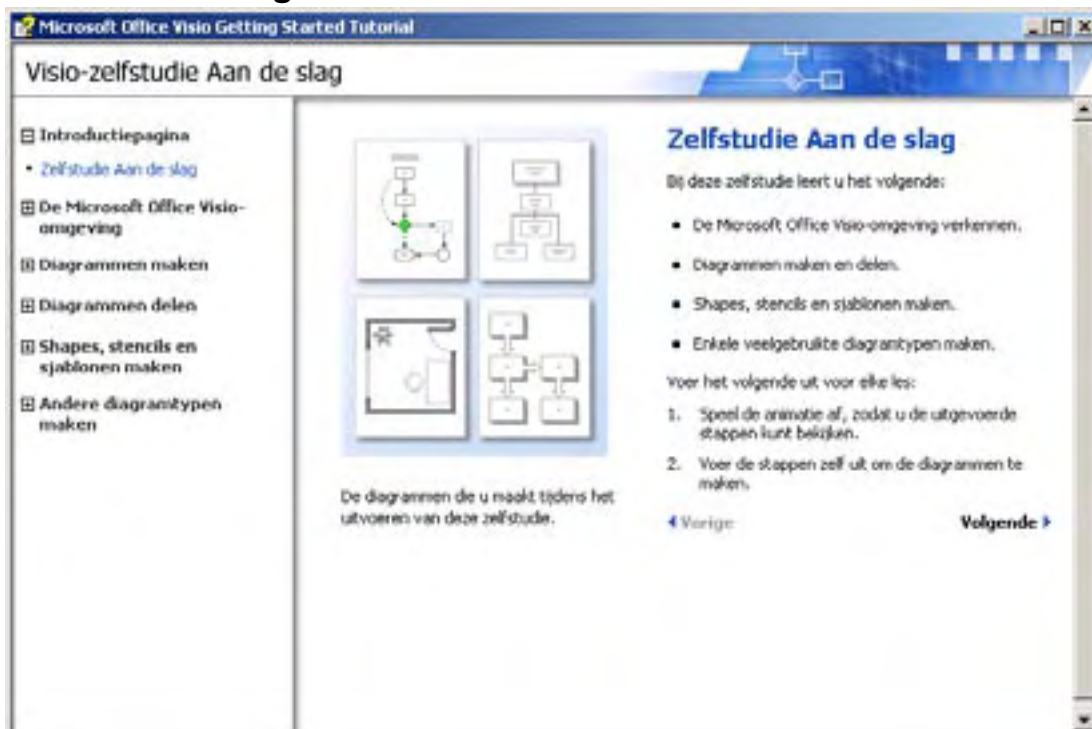 Microsoft Office Visio Getting Started Tutorial
Visio-zelfstudie Aan de slag
Introductiepagina
Zelfstudie Aan de slag
De Microsoft Office Visio-
omgeving
Diagrammen maken
Diagrammen delen
Shapes, stencils en
sjablonen maken
Andere diagramtypen
maken
De diagrammen die u maakt tijdens het
uitvoeren van deze zelfstudie.
Zelfstudie Aan de slag
Bij deze zelfstudie leert u het volgende:
De Microsoft Office Visio-omgeving verkennen.
Diagrammen maken en delen.
Shapes, stencils en sjablonen maken.
Enkele veelgebruikte diagramtypen maken.
Voer het volgende uit voor elke les:
1. Speel de animatie af, zodat u de uitgevoerde
stappen kunt bekijken.
2. Voer de stappen zelf uit om de diagrammen te
maken.
Vorige
Volgende